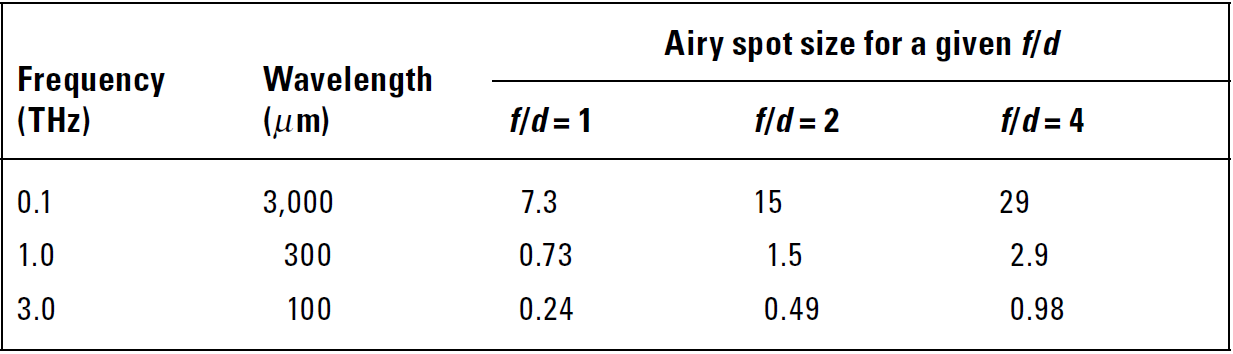 Airy spot size for a given f/d
Frequency Wavelength
(THz) (μm) f/d = 1 f/d = 2 f/d = 4
0.1 3,000 7.3 15 29
1.0 300 0.73 1.5 2.9
3.0 100 0.24 0.49 0.98